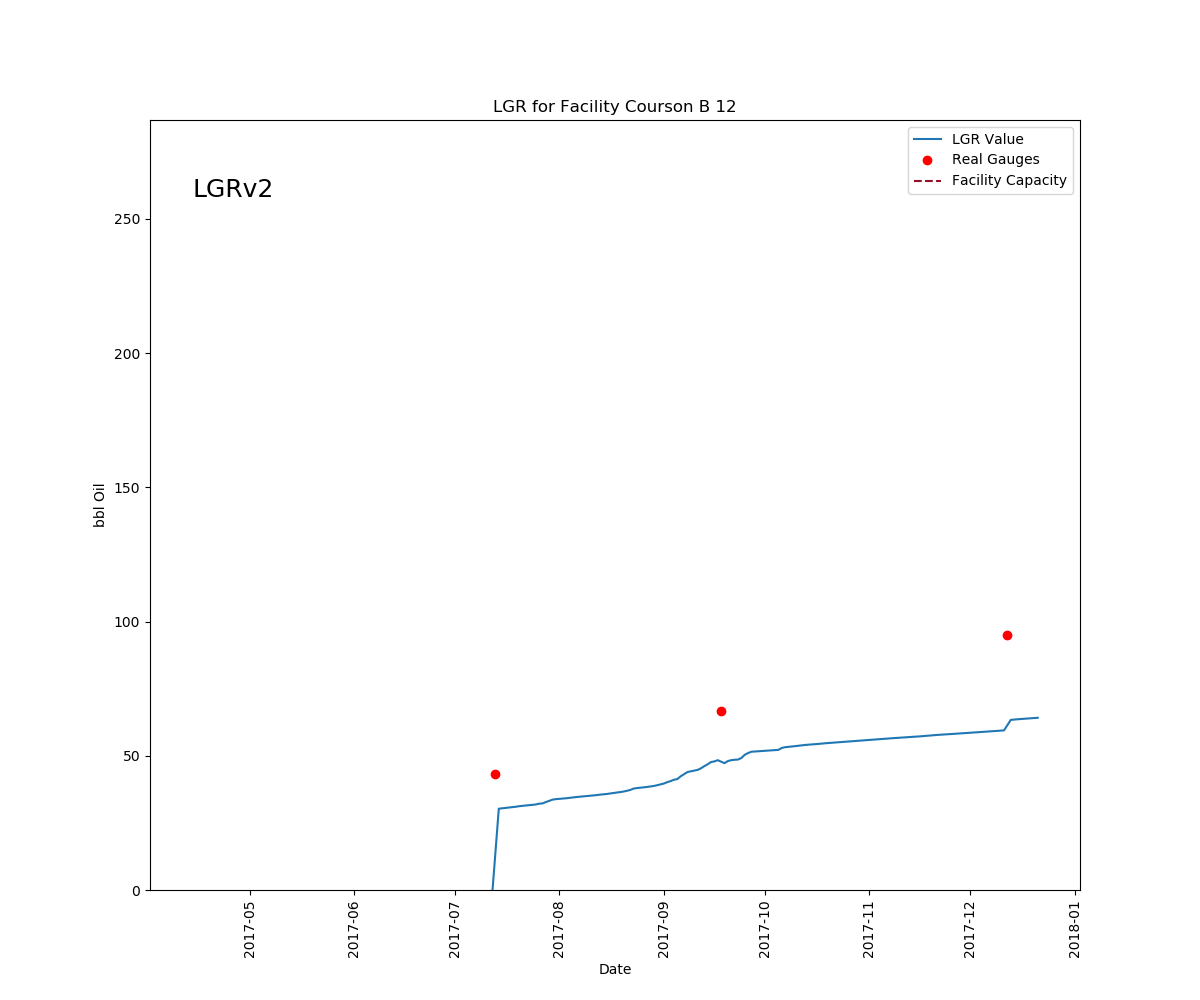 LGR for Facility Courson B 12
LGR Value
Real Gauges
Facility Capacity
LGRv2
250
200
150
100
50
0
bbl Oil
2017-05
2017-06
2017-07
2017-08
2017-09
2017-10
2017-11
2017-12
2018-01
Date